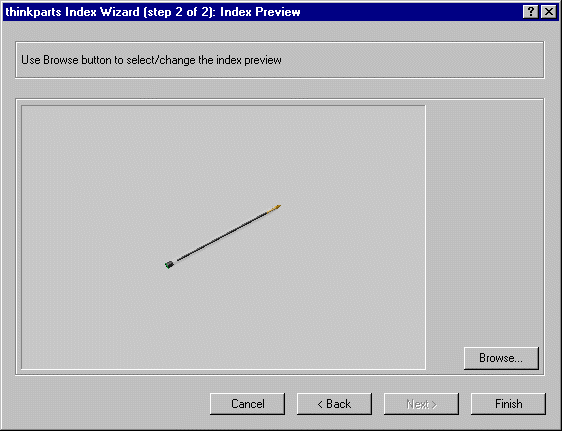 thinkparts Index Wizard (step 2 of 2): Index Preview
Use Browse button to select/change the index preview
Browse...
Cancel
< Back
Next >
Finish